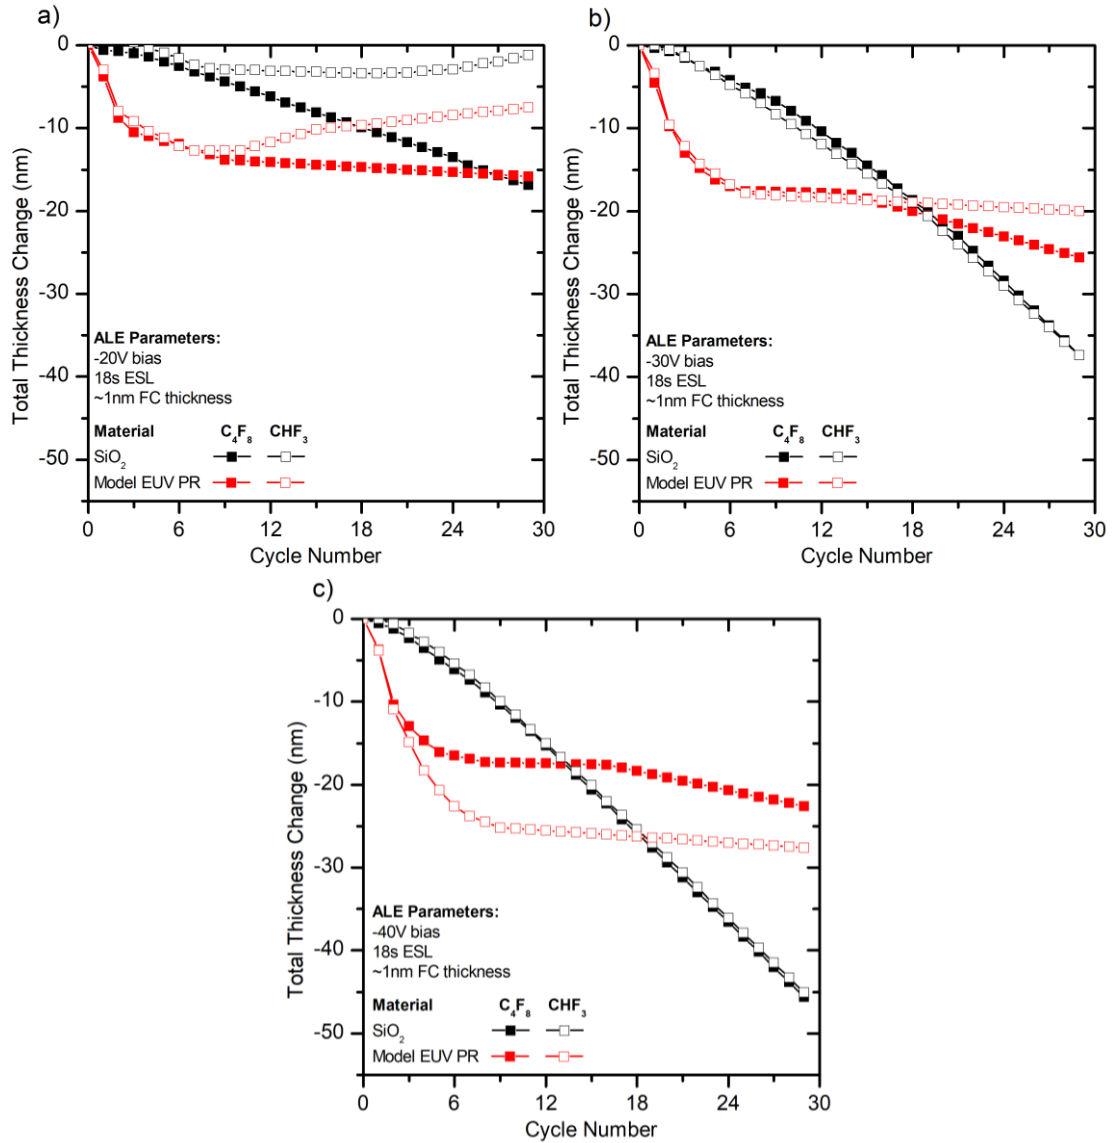 a)
0
-10
-20
-30
-40
-50
Total Thickness Change (nm)
ALE Parameters:
-20V bias
18s ESL
~1nm FC thickness
Material C₄F₈ CHF₃
SiO₂
Model EUV PR
0 6 12 18 24 30
Cycle Number
b)
0
-10
-20
-30
-40
-50
Total Thickness Change (nm)
ALE Parameters:
-30V bias
18s ESL
~1nm FC thickness
Material C₄F₈ CHF₃
SiO₂
Model EUV PR
0 6 12 18 24 30
Cycle Number
c)
0
-10
-20
-30
-40
-50
Total Thickness Change (nm)
ALE Parameters:
-40V bias
18s ESL
~1nm FC thickness
Material C₄F₈ CHF₃
SiO₂
Model EUV PR
0 6 12 18 24 30
Cycle Number